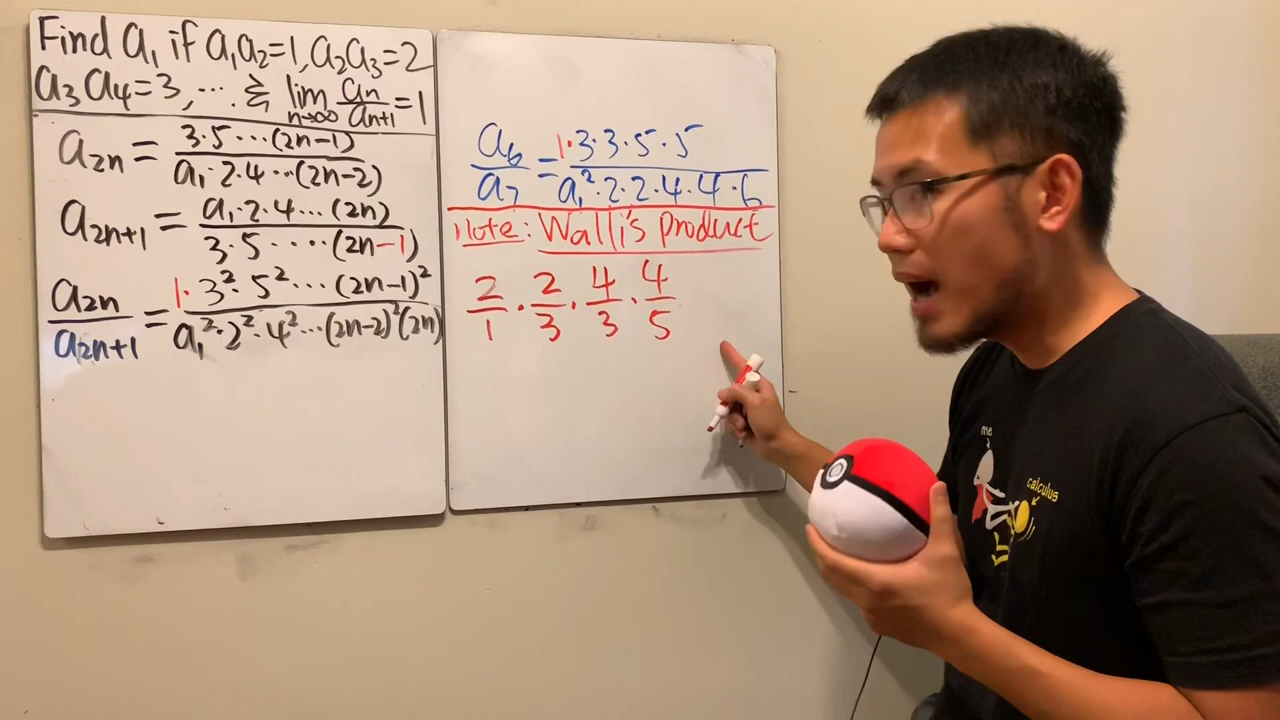 Find a₁ if a₁a₂=1, a₂a₃=2
a₃a₄=3, ... & lim n→∞ aₙ/aₙ₊₁ = 1
a₂ₙ = 3·5···(2n-1) / a₁·2·4···(2n-2)
a₂ₙ₊₁ = a₁·2·4...(2n) / 3·5·····(2n-1)
a₂ₙ/a₂ₙ₊₁ = 1·3²·5²···(2n-1)² / a₁²·2²·4²···(2n-2)²(2n)
a₆/a₇ = 1·3·3·5·5 / a₁²·2·2·4·4·6
note: Walli's product
2/1 · 2/3 · 4/3 · 4/5
me
calculus